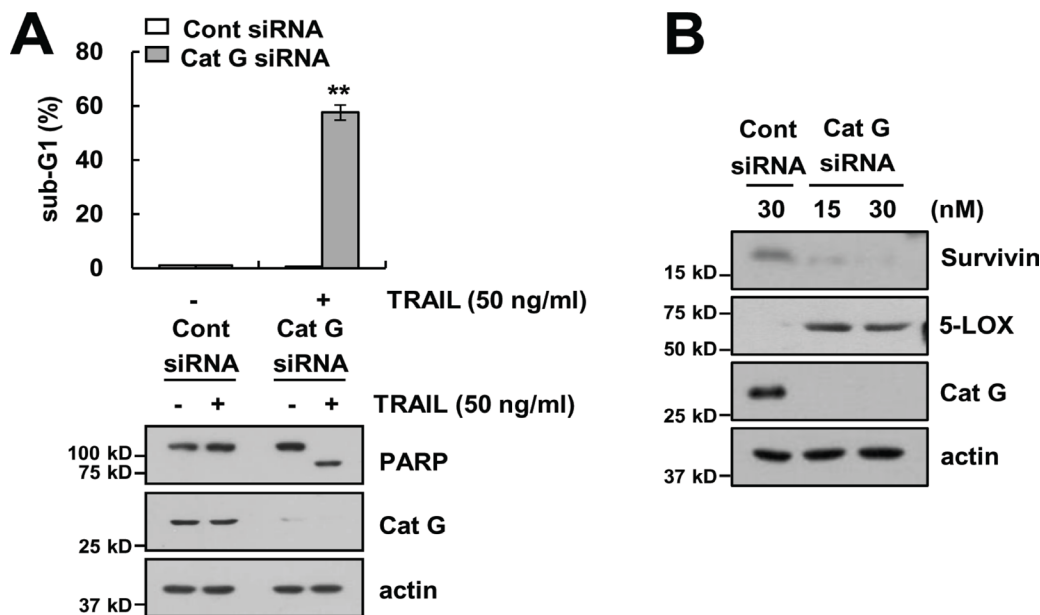 A
Cont siRNA
Cat G siRNA
80
60
40
20
0
sub-G1 (%)
**
- + TRAIL (50 ng/ml)
Cont Cat G
siRNA siRNA
- + - + TRAIL (50 ng/ml)
100 kD
75 kD
PARP
Cat G
25 kD
actin
37 kD
B
Cont Cat G
siRNA siRNA
30 15 30 (nM)
Survivin
15 kD
75 kD
5-LOX
50 kD
Cat G
25 kD
actin
37 kD